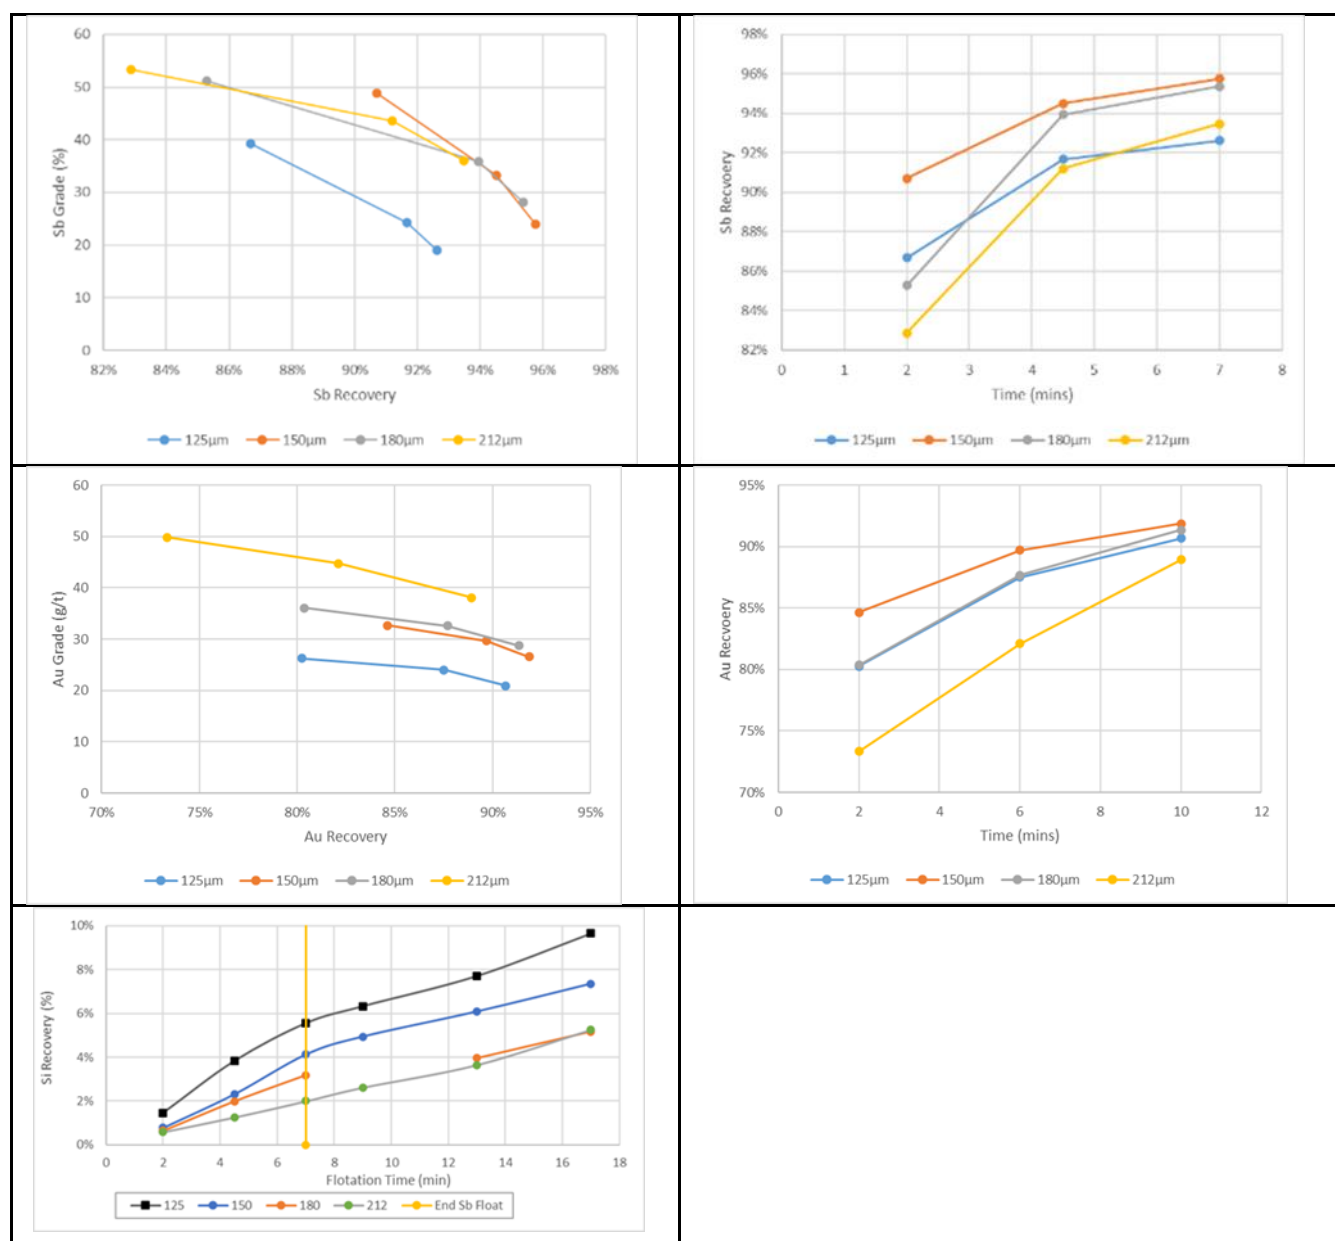 60
50
40
30
20
10
0
Sb Grade (%)
82% 84% 86% 88% 90% 92% 94% 96% 98%
Sb Recovery
125µm 150µm 180µm 212µm
98%
96%
94%
92%
90%
88%
86%
84%
82%
Sb Recvoery
0 1 2 3 4 5 6 7 8
Time (mins)
125µm 150µm 180µm 212µm
60
50
40
30
20
10
0
Au Grade (g/t)
70% 75% 80% 85% 90% 95%
Au Recovery
125µm 150µm 180µm 212µm
95%
90%
85%
80%
75%
70%
Au Recvoery
0 2 4 6 8 10 12
Time (mins)
125µm 150µm 180µm 212µm
10%
8%
6%
4%
2%
0%
Si Recovery (%)
0 2 4 6 8 10 12 14 16 18
Flotation Time (min)
125 150 180 212 End Sb Float